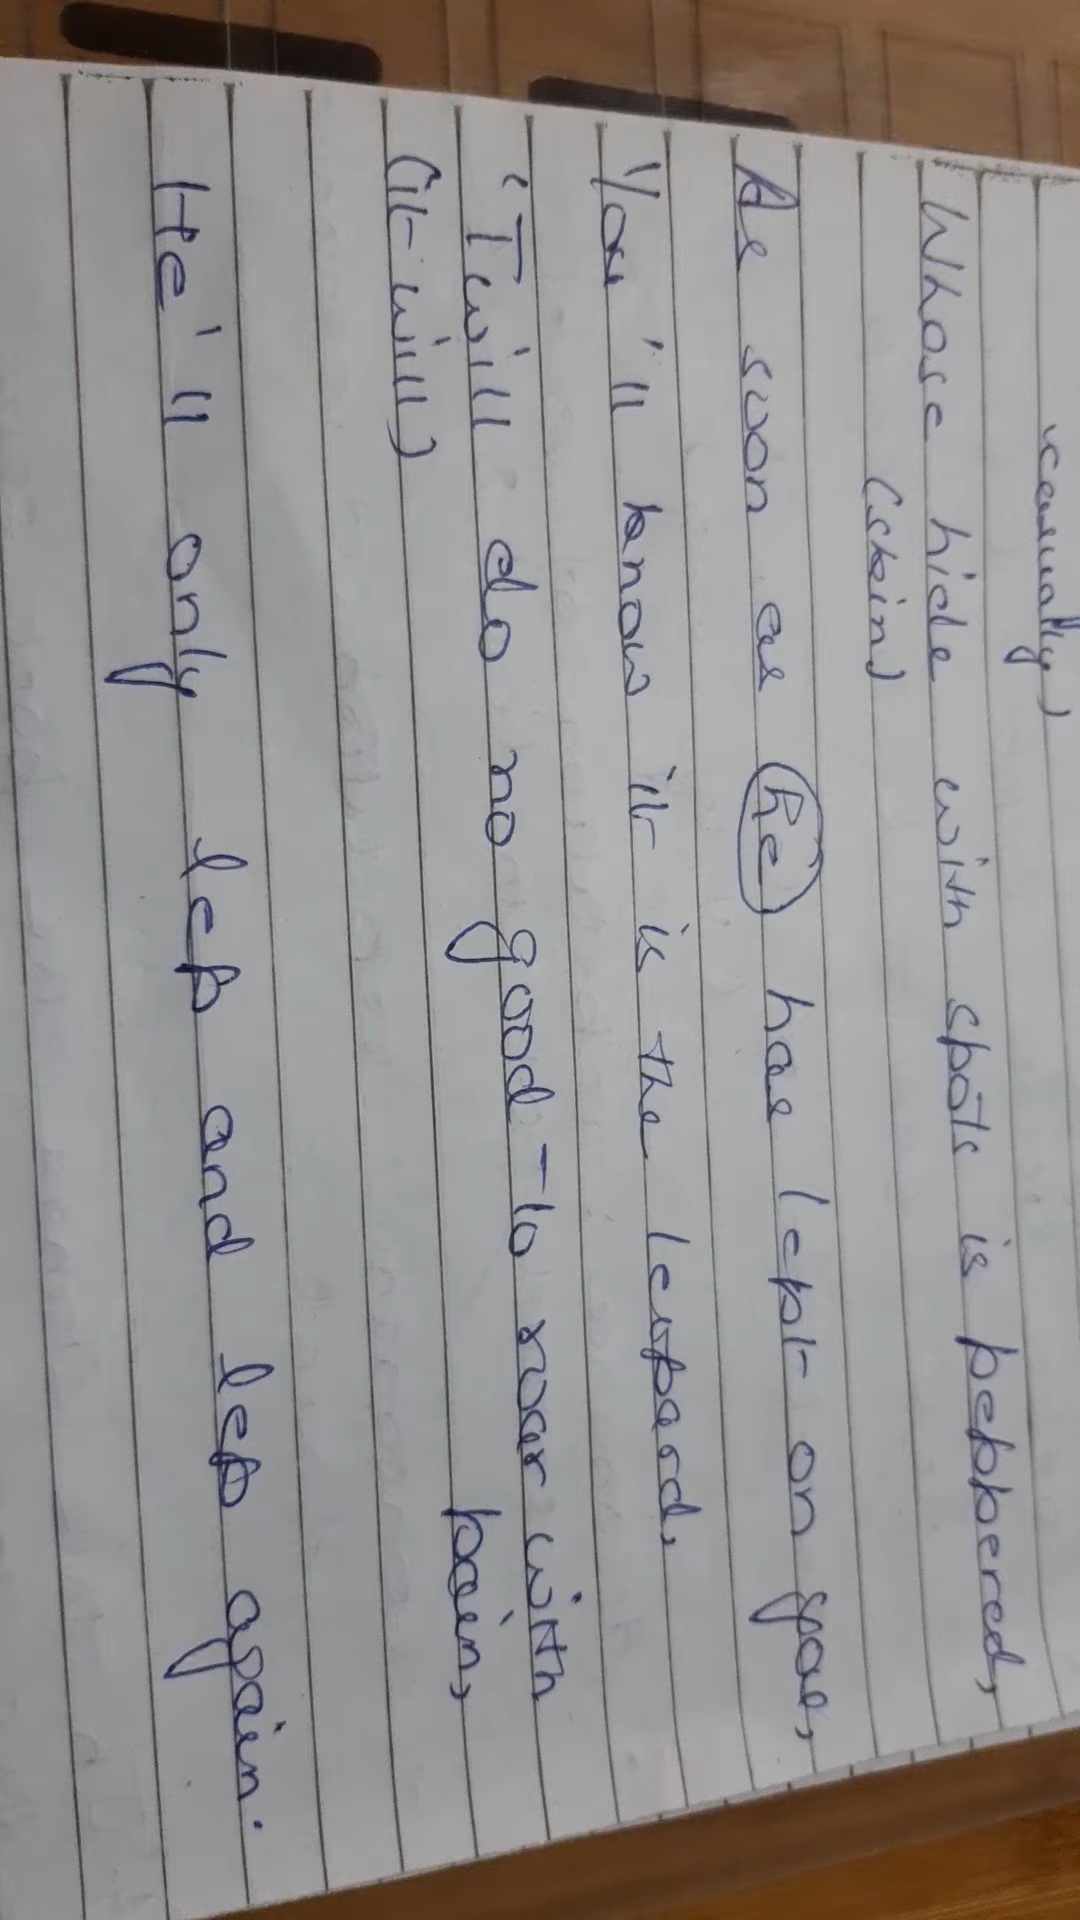 casually)
Whose hide with spots is peppered,
(skin)
As soon as he has lept on you,
You'll know it is the leopard.
'Twill do no good to roar with
pain,
(it will)
He'll only lep and lep again.